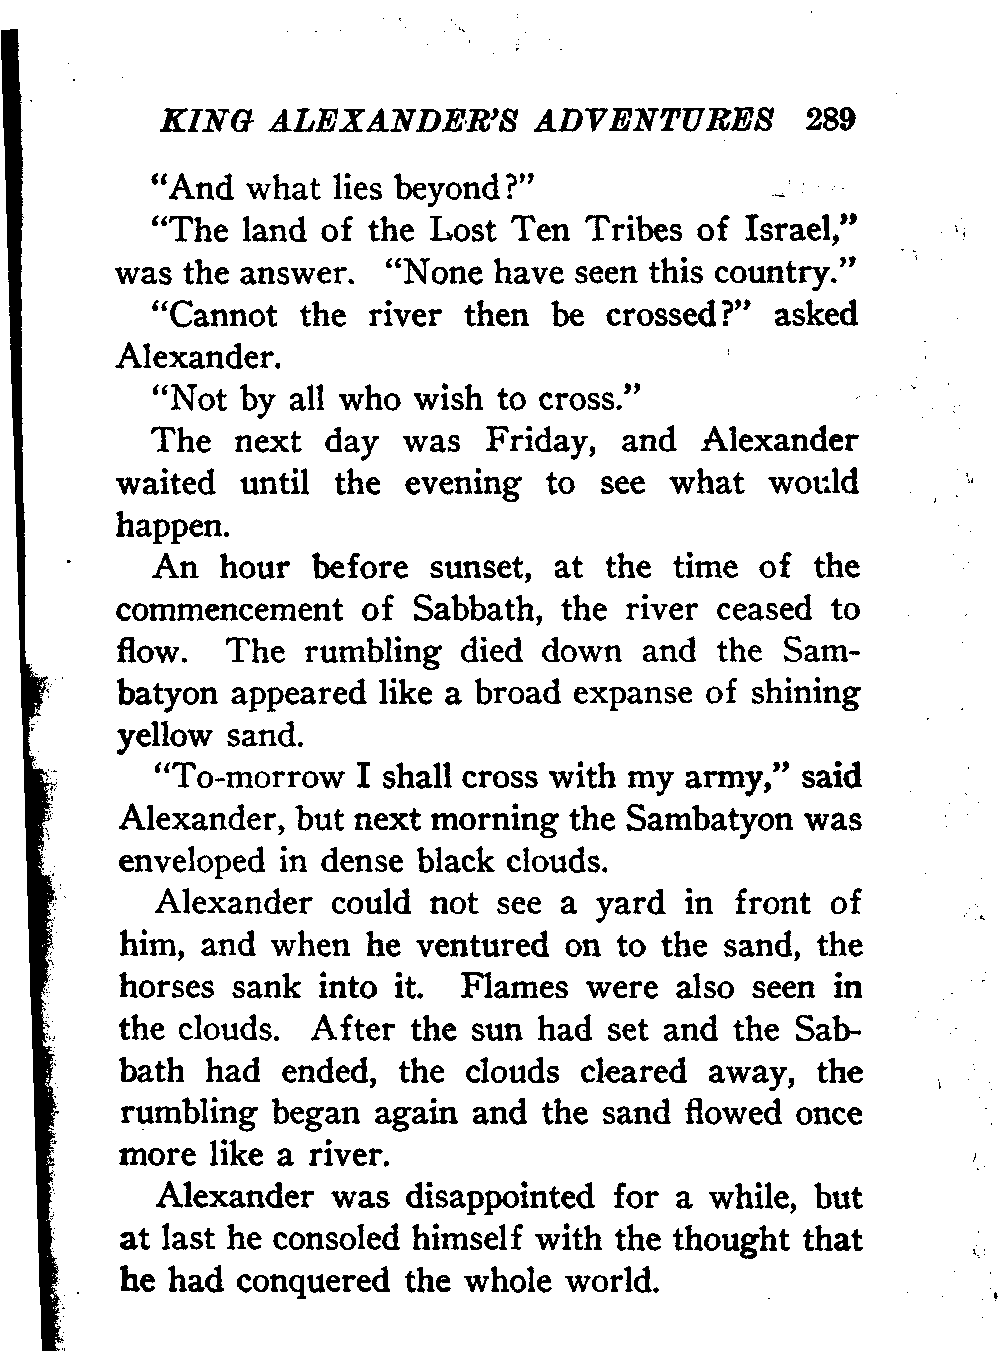 KING ALEXANDER'S ADVENTURES 289
“And what lies beyond?”
“The land of the Lost Ten Tribes of Israel,”
was the answer. “None have seen this country.”
“Cannot the river then be crossed?” asked
Alexander.
“Not by all who wish to cross.”
The next day was Friday, and Alexander
waited until the evening to see what would
happen.
An hour before sunset, at the time of the
commencement of Sabbath, the river ceased to
flow. The rumbling died down and the Sam-
batyon appeared like a broad expanse of shining
yellow sand.
“To-morrow I shall cross with my army,” said
Alexander, but next morning the Sambatyon was
enveloped in dense black clouds.
Alexander could not see a yard in front of
him, and when he ventured on to the sand, the
horses sank into it. Flames were also seen in
the clouds. After the sun had set and the Sab-
bath had ended, the clouds cleared away, the
rumbling began again and the sand flowed once
more like a river.
Alexander was disappointed for a while, but
at last he consoled himself with the thought that
he had conquered the whole world.